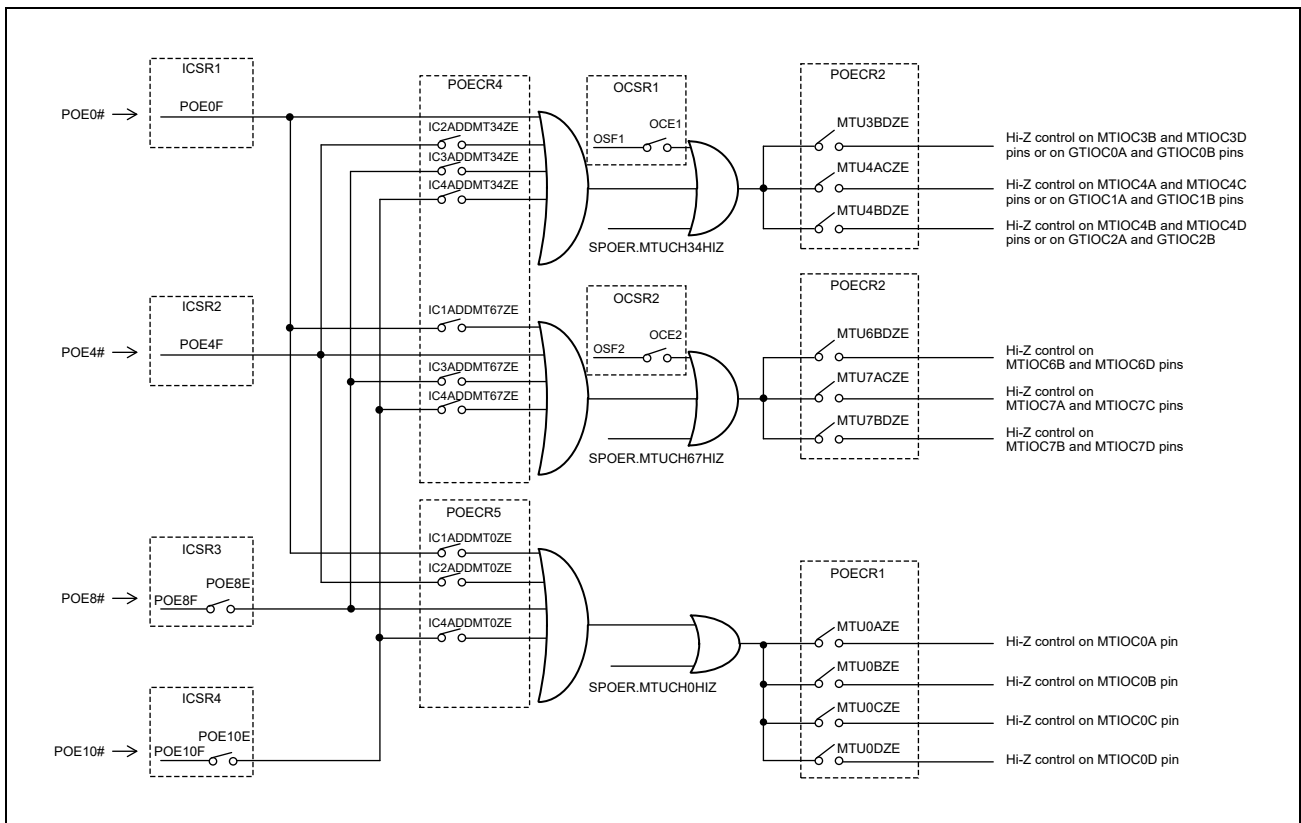 ICSR1
POE0#
POE0F
POECR4
IC2ADDMT34ZE
IC3ADDMT34ZE
IC4ADDMT34ZE
OCSR1
OSF1
OCE1
SPOER.MTUCH34HIZ
POECR2
MTU3BDZE
MTU4ACZE
MTU4BDZE
Hi-Z control on MTIOC3B and MTIOC3D
pins or on GTIOC0A and GTIOC0B pins
Hi-Z control on MTIOC4A and MTIOC4C
pins or on GTIOC1A and GTIOC1B pins
Hi-Z control on MTIOC4B and MTIOC4D
pins or on GTIOC2A and GTIOC2B
ICSR2
POE4#
POE4F
IC1ADDMT67ZE
IC3ADDMT67ZE
IC4ADDMT67ZE
OCSR2
OSF2
OCE2
SPOER.MTUCH67HIZ
POECR2
MTU6BDZE
MTU7ACZE
MTU7BDZE
Hi-Z control on
MTIOC6B and MTIOC6D pins
Hi-Z control on
MTIOC7A and MTIOC7C pins
Hi-Z control on
MTIOC7B and MTIOC7D pins
ICSR3
POE8#
POE8F
POE8E
POECR5
IC1ADDMT0ZE
IC2ADDMT0ZE
IC4ADDMT0ZE
SPOER.MTUCH0HIZ
POECR1
MTU0AZE
MTU0BZE
MTU0CZE
MTU0DZE
Hi-Z control on MTIOC0A pin
Hi-Z control on MTIOC0B pin
Hi-Z control on MTIOC0C pin
Hi-Z control on MTIOC0D pin
ICSR4
POE10#
POE10F
POE10E